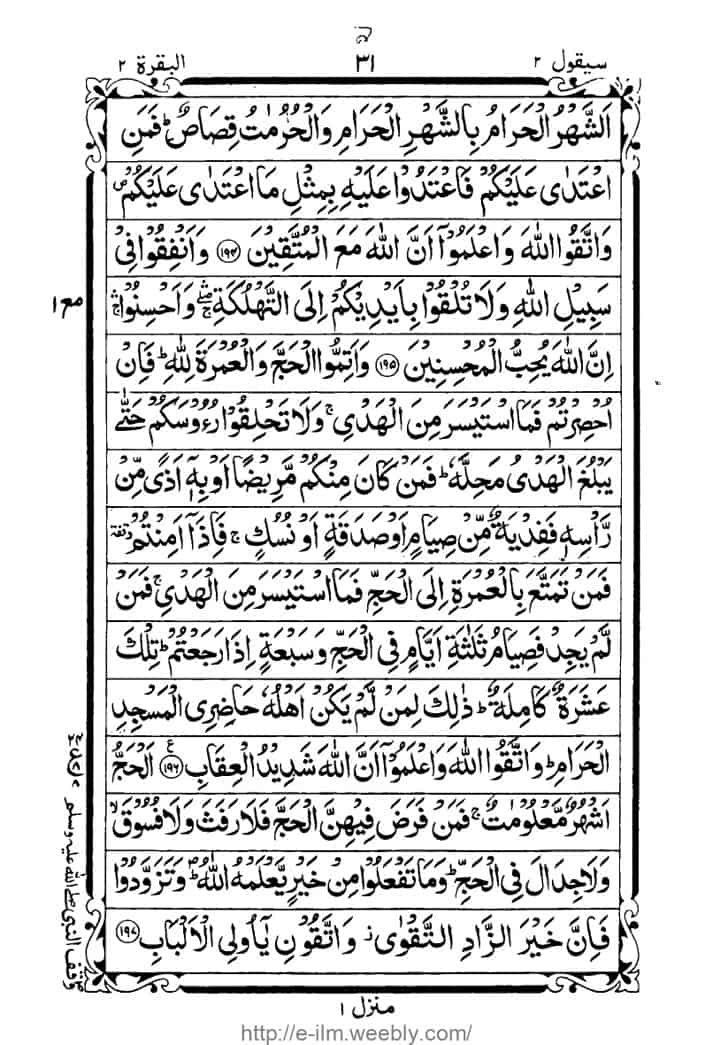 سيقول ٢ ٣١ البقرة ٢
اَلشَّهْرُ الْحَرَامُ بِالشَّهْرِ الْحَرَامِ وَالْحُرُمٰتُ قِصَاصٌ ؕ فَمَنِ
اعْتَدٰى عَلَيْكُمْ فَاعْتَدُوْا عَلَيْهِ بِمِثْلِ مَا اعْتَدٰى عَلَيْكُمْ ۪
وَاتَّقُوا اللّٰهَ وَاعْلَمُوْۤا اَنَّ اللّٰهَ مَعَ الْمُتَّقِيْنَ ﴿۱۹۴﴾ وَاَنْفِقُوْا فِيْ
سَبِيْلِ اللّٰهِ وَلَا تُلْقُوْا بِاَيْدِيْكُمْ اِلَى التَّهْلُكَةِ ۛۖۚ وَاَحْسِنُوْا ۛۚ
مع ١
اِنَّ اللّٰهَ يُحِبُّ الْمُحْسِنِيْنَ ﴿۱۹۵﴾ وَاَتِمُّوا الْحَجَّ وَالْعُمْرَةَ لِلّٰهِ ؕ فَاِنْ
اُحْصِرْتُمْ فَمَا اسْتَيْسَرَ مِنَ الْهَدْيِ ۚ وَلَا تَحْلِقُوْا رُءُوْسَكُمْ حَتّٰى
يَبْلُغَ الْهَدْيُ مَحِلَّهٗ ؕ فَمَنْ كَانَ مِنْكُمْ مَّرِيْضًا اَوْ بِهٖۤ اَذًى مِّنْ
رَّاْسِهٖ فَفِدْيَةٌ مِّنْ صِيَامٍ اَوْ صَدَقَةٍ اَوْ نُسُكٍ ۚ فَاِذَاۤ اَمِنْتُمْ وقفة
فَمَنْ تَمَتَّعَ بِالْعُمْرَةِ اِلَى الْحَجِّ فَمَا اسْتَيْسَرَ مِنَ الْهَدْيِ ۚ فَمَنْ
لَّمْ يَجِدْ فَصِيَامُ ثَلٰثَةِ اَيَّامٍ فِي الْحَجِّ وَسَبْعَةٍ اِذَا رَجَعْتُمْ ؕ تِلْكَ
عَشَرَةٌ كَامِلَةٌ ؕ ذٰلِكَ لِمَنْ لَّمْ يَكُنْ اَهْلُهٗ حَاضِرِي الْمَسْجِدِ
الْحَرَامِ ؕ وَاتَّقُوا اللّٰهَ وَاعْلَمُوْۤا اَنَّ اللّٰهَ شَدِيْدُ الْعِقَابِ ﴿۱۹۶﴾ ع اَلْحَجُّ
اَشْهُرٌ مَّعْلُوْمٰتٌ ۚ فَمَنْ فَرَضَ فِيْهِنَّ الْحَجَّ فَلَا رَفَثَ وَلَا فُسُوْقَ ۙ
وَلَا جِدَالَ فِي الْحَجِّ ؕ وَمَا تَفْعَلُوْا مِنْ خَيْرٍ يَّعْلَمْهُ اللّٰهُ ؕ وَتَزَوَّدُوْا
فَاِنَّ خَيْرَ الزَّادِ التَّقْوٰى ؗ وَاتَّقُوْنِ يٰۤاُولِي الْاَلْبَابِ ﴿۱۹۷﴾
وقف النبي صلى الله عليه وسلم
منزل ١
http://e-ilm.weebly.com/